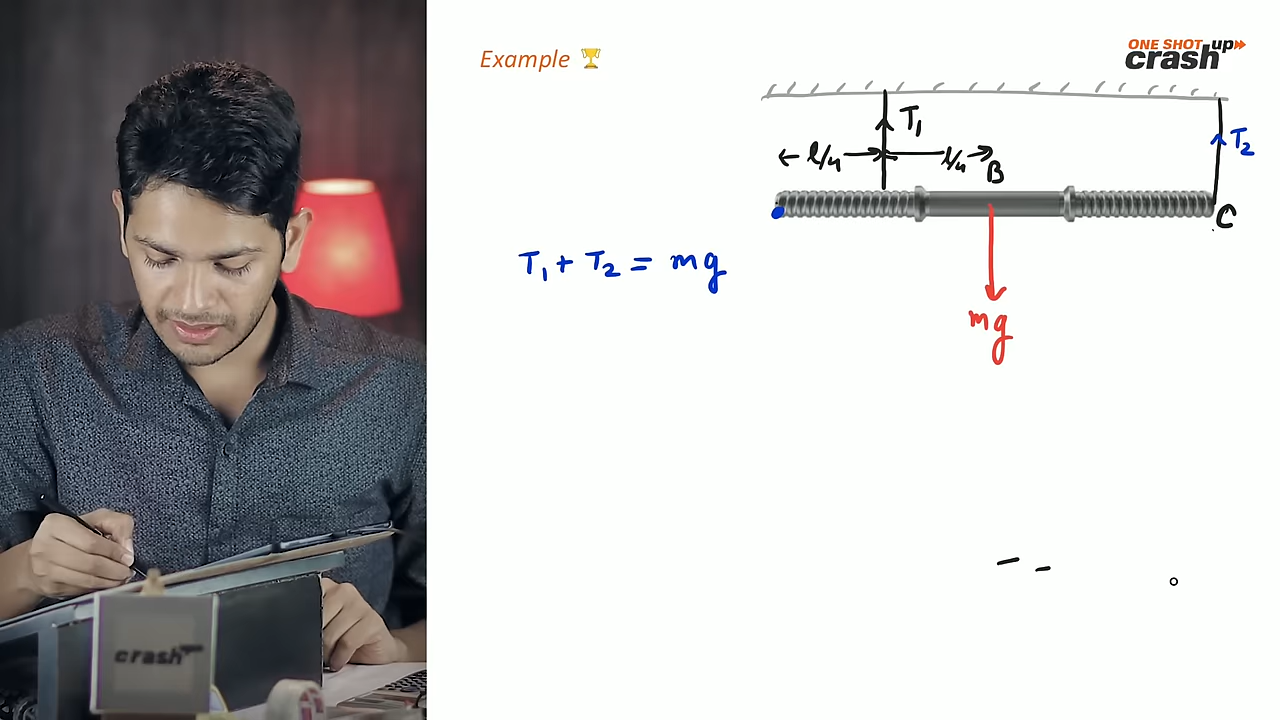 Example 🏆
ONE SHOT
crash up
T₁
T₂
l/4
l/4
B
C
T₁ + T₂ = mg
mg
crash